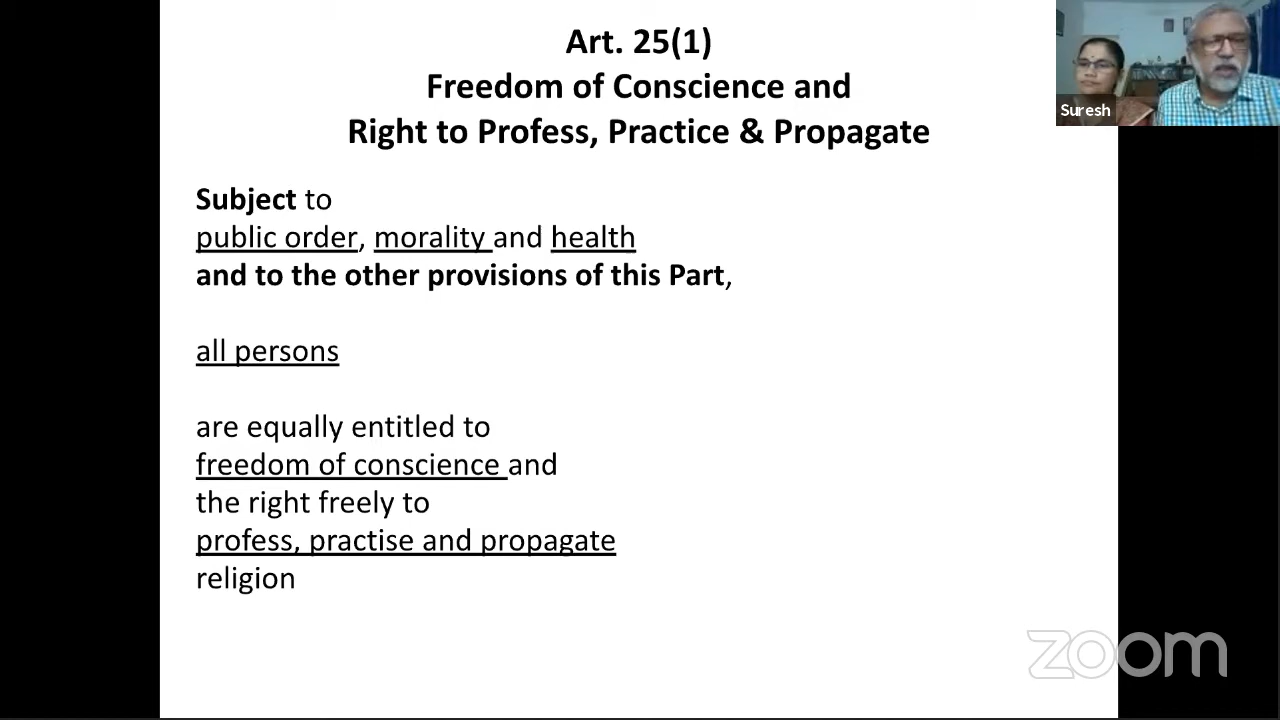 Art. 25(1)
Freedom of Conscience and
Right to Profess, Practice & Propagate
Subject to
public order, morality and health
and to the other provisions of this Part,
all persons
are equally entitled to
freedom of conscience and
the right freely to
profess, practise and propagate
religion
Suresh
zoom